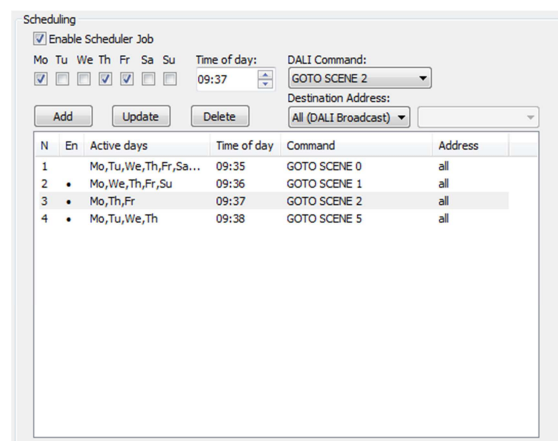 Scheduling
Enable Scheduler Job
Mo Tu We Th Fr Sa Su Time of day: DALI Command:
09:37 GOTO SCENE 2
Destination Address:
Add Update Delete All (DALI Broadcast)
N En Active days Time of day Command Address
1 Mo,Tu,We,Th,Fr,Sa... 09:35 GOTO SCENE 0 all
2 • Mo,We,Th,Fr,Su 09:36 GOTO SCENE 1 all
3 • Mo,Th,Fr 09:37 GOTO SCENE 2 all
4 • Mo,Tu,We,Th 09:38 GOTO SCENE 5 all